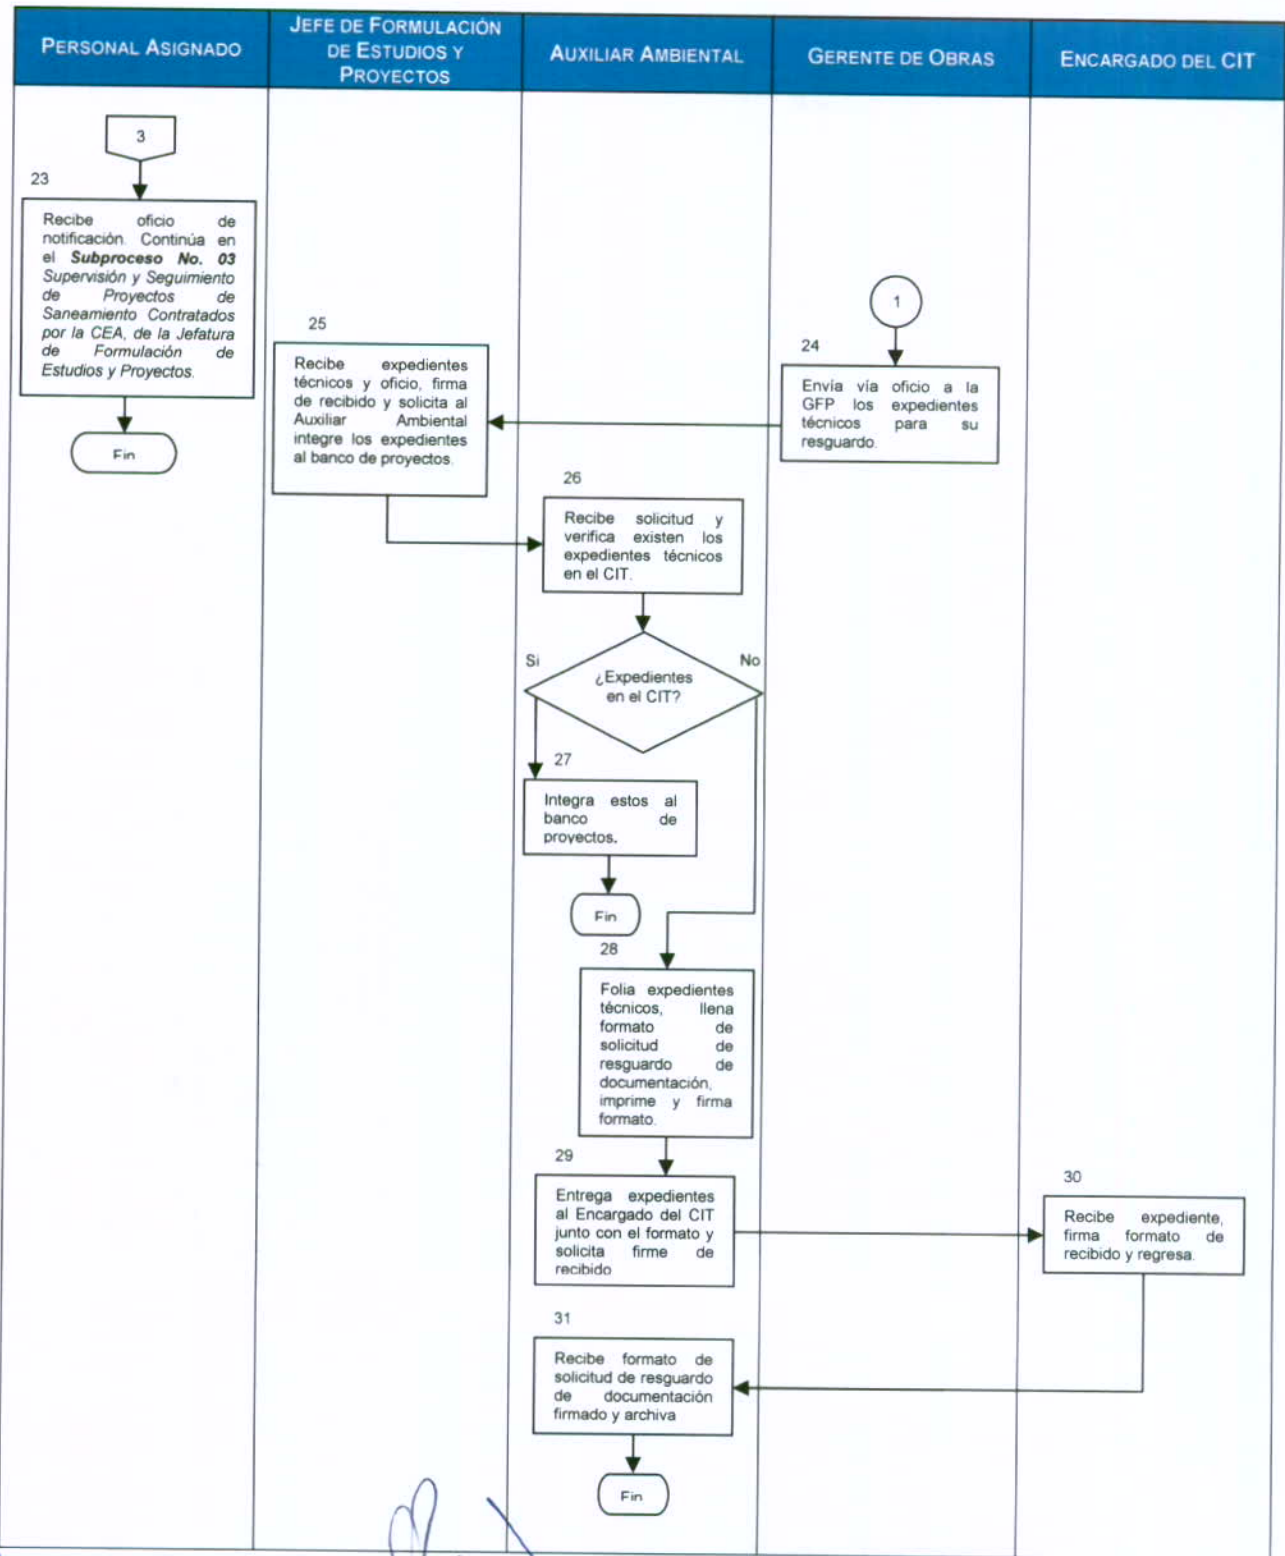 PERSONAL ASIGNADO
JEFE DE FORMULACIÓN
DE ESTUDIOS Y
PROYECTOS
AUXILIAR AMBIENTAL
GERENTE DE OBRAS
ENCARGADO DEL CIT
3
23
Recibe oficio de
notificación. Continúa en
el Subproceso No. 03
Supervisión y Seguimiento
de Proyectos de
Saneamiento Contratados
por la CEA, de la Jefatura
de Formulación de
Estudios y Proyectos.
Fin
1
24
Envía vía oficio a la
GFP los expedientes
técnicos para su
resguardo.
25
Recibe expedientes
técnicos y oficio, firma
de recibido y solicita al
Auxiliar Ambiental
integre los expedientes
al banco de proyectos.
26
Recibe solicitud y
verifica existen los
expedientes técnicos
en el CIT.
Si
No
¿Expedientes
en el CIT?
27
Integra estos al
banco de
proyectos.
Fin
28
Folia expedientes
técnicos, llena
formato de
solicitud de
resguardo de
documentación,
imprime y firma
formato.
29
Entrega expedientes
al Encargado del CIT
junto con el formato y
solicita firme de
recibido
30
Recibe expediente,
firma formato de
recibido y regresa.
31
Recibe formato de
solicitud de resguardo
de documentación
firmado y archiva
Fin